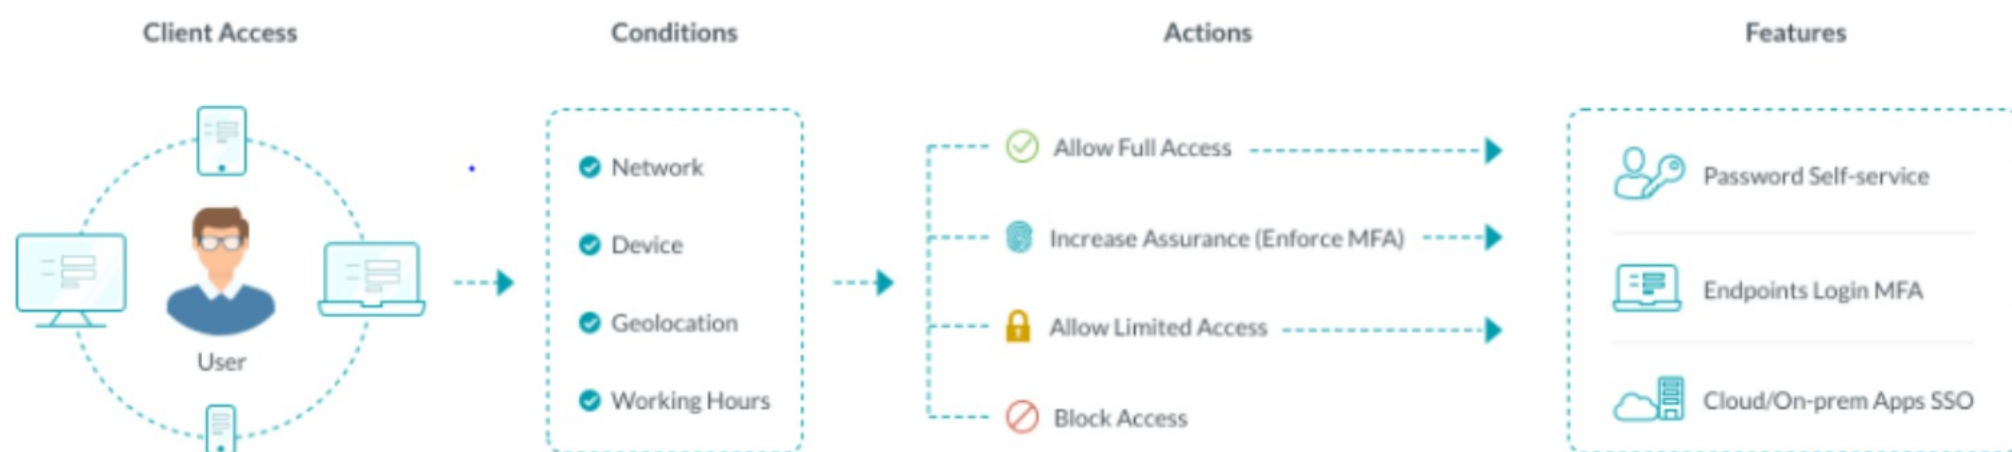 Client Access
Conditions
Actions
Features
User
Network
Device
Geolocation
Working Hours
Allow Full Access
Increase Assurance (Enforce MFA)
Allow Limited Access
Block Access
Password Self-service
Endpoints Login MFA
Cloud/On-prem Apps SSO